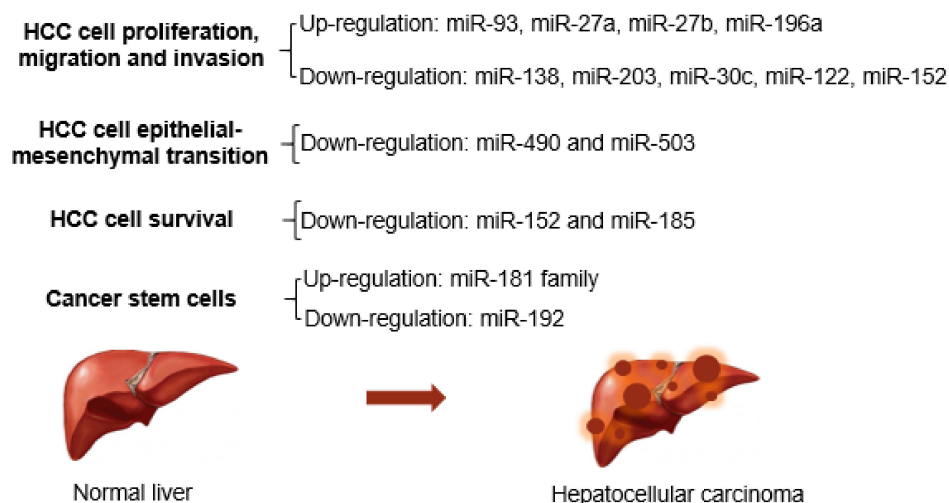 HCC cell proliferation,
migration and invasion
Up-regulation: miR-93, miR-27a, miR-27b, miR-196a
Down-regulation: miR-138, miR-203, miR-30c, miR-122, miR-152
HCC cell epithelial-
mesenchymal transition
Down-regulation: miR-490 and miR-503
HCC cell survival
Down-regulation: miR-152 and miR-185
Cancer stem cells
Up-regulation: miR-181 family
Down-regulation: miR-192
Normal liver
Hepatocellular carcinoma